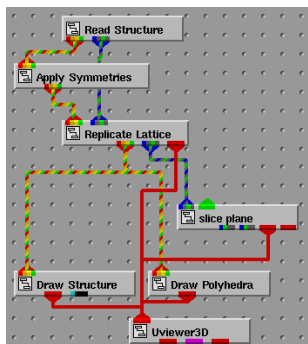 Read Structure
Apply Symmetries
Replicate Lattice
slice plane
Draw Structure
Draw Polyhedra
Uviewer3D